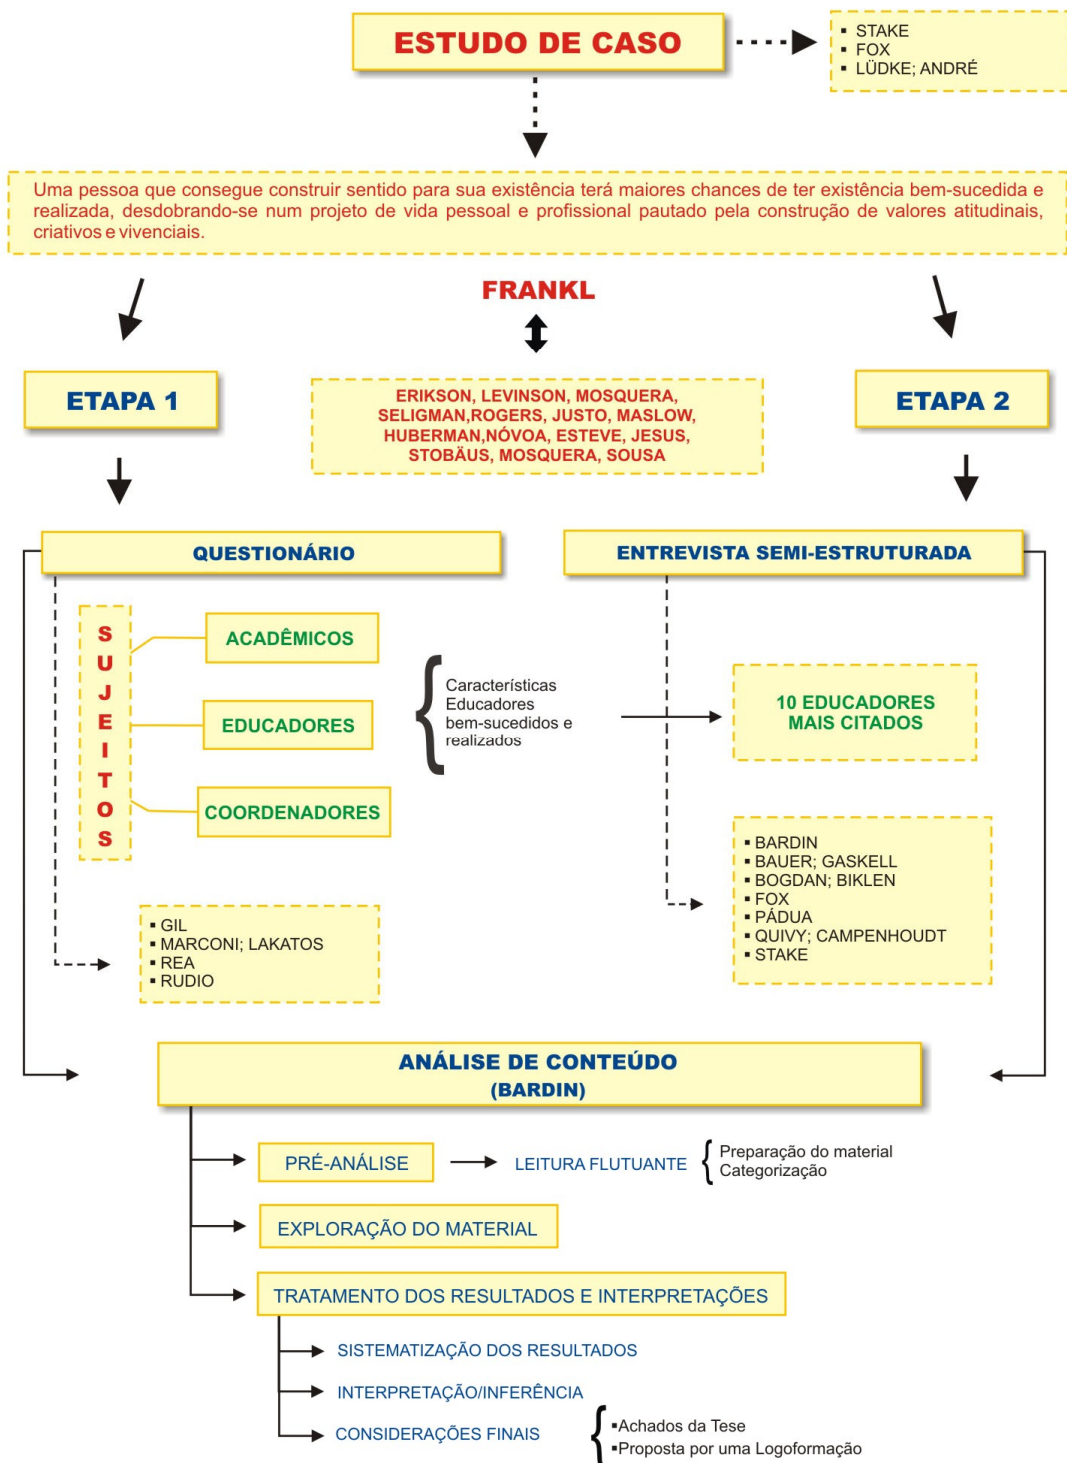 ESTUDO DE CASO
▪ STAKE
▪ FOX
▪ LÜDKE; ANDRÉ
Uma pessoa que consegue construir sentido para sua existência terá maiores chances de ter existência bem-sucedida e
realizada, desdobrando-se num projeto de vida pessoal e profissional pautado pela construção de valores atitudinais,
criativos e vivenciais.
FRANKL
ETAPA 1
ERIKSON, LEVINSON, MOSQUERA,
SELIGMAN,ROGERS, JUSTO, MASLOW,
HUBERMAN,NÓVOA, ESTEVE, JESUS,
STOBÄUS, MOSQUERA, SOUSA
ETAPA 2
QUESTIONÁRIO
SUJEITOS
ACADÊMICOS
EDUCADORES
COORDENADORES
Características
Educadores
bem-sucedidos e
realizados
▪ GIL
▪ MARCONI; LAKATOS
▪ REA
▪ RUDIO
ENTREVISTA SEMI-ESTRUTURADA
10 EDUCADORES
MAIS CITADOS
▪ BARDIN
▪ BAUER; GASKELL
▪ BOGDAN; BIKLEN
▪ FOX
▪ PÁDUA
▪ QUIVY; CAMPENHOUDT
▪ STAKE
ANÁLISE DE CONTEÚDO
(BARDIN)
PRÉ-ANÁLISE
LEITURA FLUTUANTE
Preparação do material
Categorização
EXPLORAÇÃO DO MATERIAL
TRATAMENTO DOS RESULTADOS E INTERPRETAÇÕES
SISTEMATIZAÇÃO DOS RESULTADOS
INTERPRETAÇÃO/INFERÊNCIA
CONSIDERAÇÕES FINAIS
▪Achados da Tese
▪Proposta por uma Logoformação